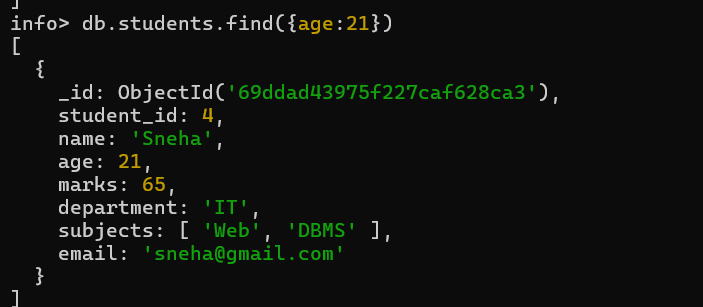 ]
info> db.students.find({age:21})
[
  {
    _id: ObjectId('69ddad43975f227caf628ca3'),
    student_id: 4,
    name: 'Sneha',
    age: 21,
    marks: 65,
    department: 'IT',
    subjects: [ 'Web', 'DBMS' ],
    email: 'sneha@gmail.com'
  }
]